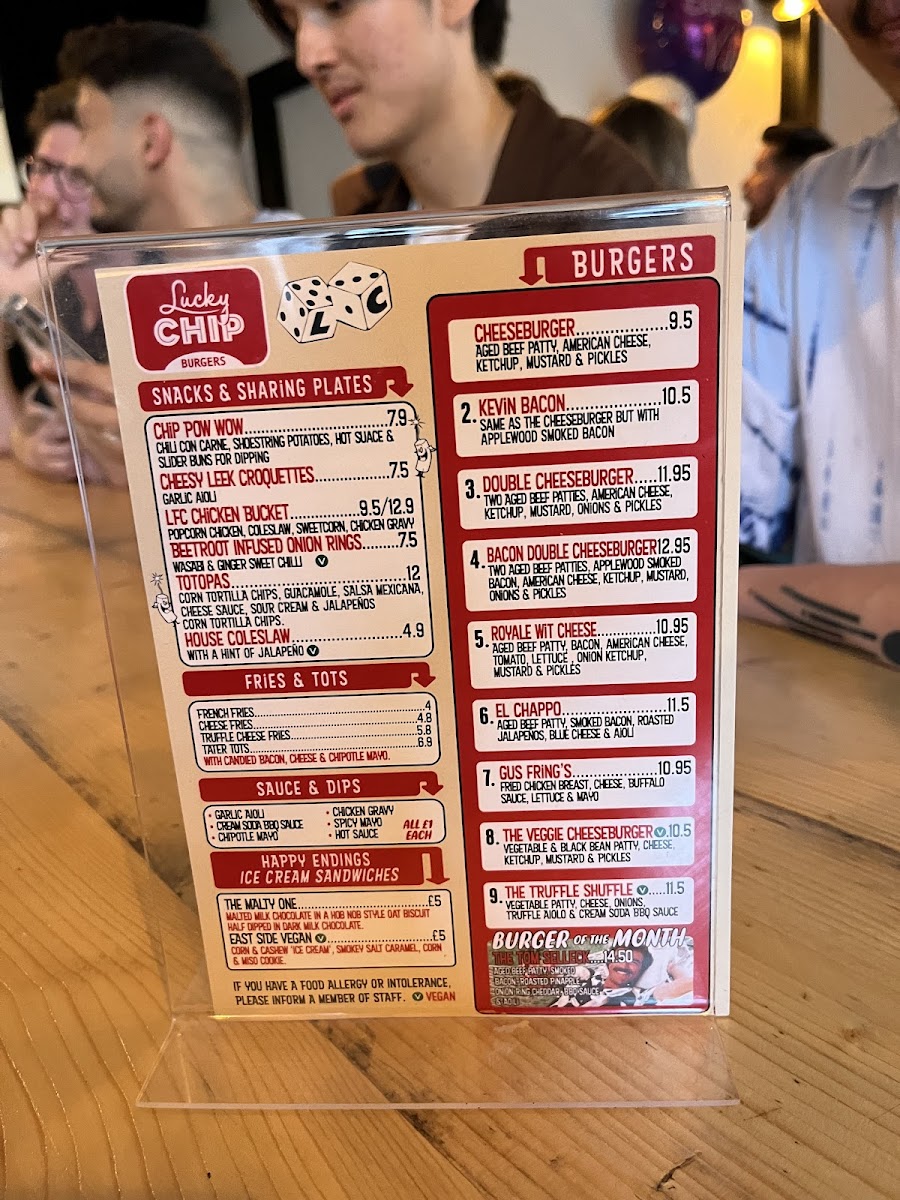 Lucky
CHIP
BURGERS
L C
SNACKS & SHARING PLATES
CHIP POW WOW....................7.9
CHILI CON CARNE, SHOESTRING POTATOES, HOT SUACE &
SLIDER BUNS FOR DIPPING
CHEESY LEEK CROQUETTES..................7.5
GARLIC AIOLI
LFC CHICKEN BUCKET.................9.5/12.9
POPCORN CHICKEN, COLESLAW, SWEETCORN, CHICKEN GRAVY
BEETROOT INFUSED ONION RINGS.........7.5
WASABI & GINGER SWEET CHILLI V
TOTOPAS...............................12
CORN TORTILLA CHIPS, GUACAMOLE, SALSA MEXICANA,
CHEESE SAUCE, SOUR CREAM & JALAPEÑOS
CORN TORTILLA CHIPS.
HOUSE COLESLAW...........................4.9
WITH A HINT OF JALAPEÑO V
FRIES & TOTS
FRENCH FRIES....................4
CHEESE FRIES....................4.8
TRUFFLE CHEESE FRIES....................5.8
TATER TOTS....................6.9
WITH CANDIED BACON, CHEESE & CHIPOTLE MAYO.
SAUCE & DIPS
• GARLIC AIOLI
• CREAM SODA BBQ SAUCE
• CHIPOTLE MAYO
• CHICKEN GRAVY
• SPICY MAYO
• HOT SAUCE
ALL £1
EACH
HAPPY ENDINGS
ICE CREAM SANDWICHES
THE MALTY ONE..............................£5
MALTED MILK CHOCOLATE IN A HOB NOB STYLE OAT BISCUIT
HALF DIPPED IN DARK MILK CHOCOLATE.
EAST SIDE VEGAN V.........................£5
CORN & CASHEW 'ICE CREAM', SMOKEY SALT CARAMEL, CORN
& MISO COOKIE.
IF YOU HAVE A FOOD ALLERGY OR INTOLERANCE,
PLEASE INFORM A MEMBER OF STAFF. V VEGAN
BURGERS
CHEESEBURGER...................9.5
AGED BEEF PATTY, AMERICAN CHEESE,
KETCHUP, MUSTARD & PICKLES
2. KEVIN BACON....................10.5
SAME AS THE CHEESEBURGER BUT WITH
APPLEWOOD SMOKED BACON
3. DOUBLE CHEESEBURGER.....11.95
TWO AGED BEEF PATTIES, AMERICAN CHEESE,
KETCHUP, MUSTARD, ONIONS & PICKLES
4. BACON DOUBLE CHEESEBURGER12.95
TWO AGED BEEF PATTIES, APPLEWOOD SMOKED
BACON, AMERICAN CHEESE, KETCHUP, MUSTARD,
ONIONS & PICKLES
5. ROYALE WIT CHEESE............10.95
AGED BEEF PATTY, BACON, AMERICAN CHEESE,
TOMATO, LETTUCE , ONION KETCHUP,
MUSTARD & PICKLES
6. EL CHAPPO......................11.5
AGED BEEF PATTY, SMOKED BACON, ROASTED
JALAPENOS, BLUE CHEESE & AIOLI
7. GUS FRING'S.................10.95
FRIED CHICKEN BREAST, CHEESE, BUFFALO
SAUCE, LETTUCE & MAYO
8. THE VEGGIE CHEESEBURGER V.10.5
VEGETABLE & BLACK BEAN PATTY, CHEESE,
KETCHUP, MUSTARD & PICKLES
9. THE TRUFFLE SHUFFLE V.....11.5
VEGETABLE PATTY, CHEESE, ONIONS,
TRUFFLE AIOLO & CREAM SODA BBQ SAUCE
BURGER OF THE MONTH
THE TOM SELLECK....14.50
AGED BEEF PATTY, SMOKED
BACON, ROASTED PINAPPLE,
ONION RING CHEDDAR, BBQ SAUCE
& AIOLI